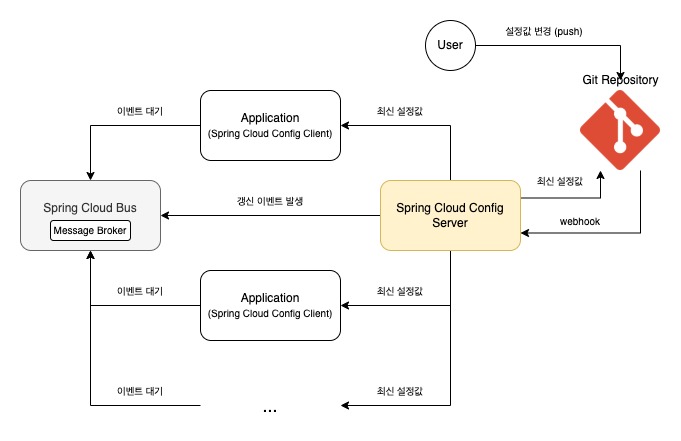 User
설정값 변경 (push)
Git Repository
이벤트 대기
Application
(Spring Cloud Config Client)
최신 설정값
최신 설정값
Spring Cloud Bus
Message Broker
갱신 이벤트 발생
Spring Cloud Config
Server
webhook
이벤트 대기
Application
(Spring Cloud Config Client)
최신 설정값
이벤트 대기
...
최신 설정값